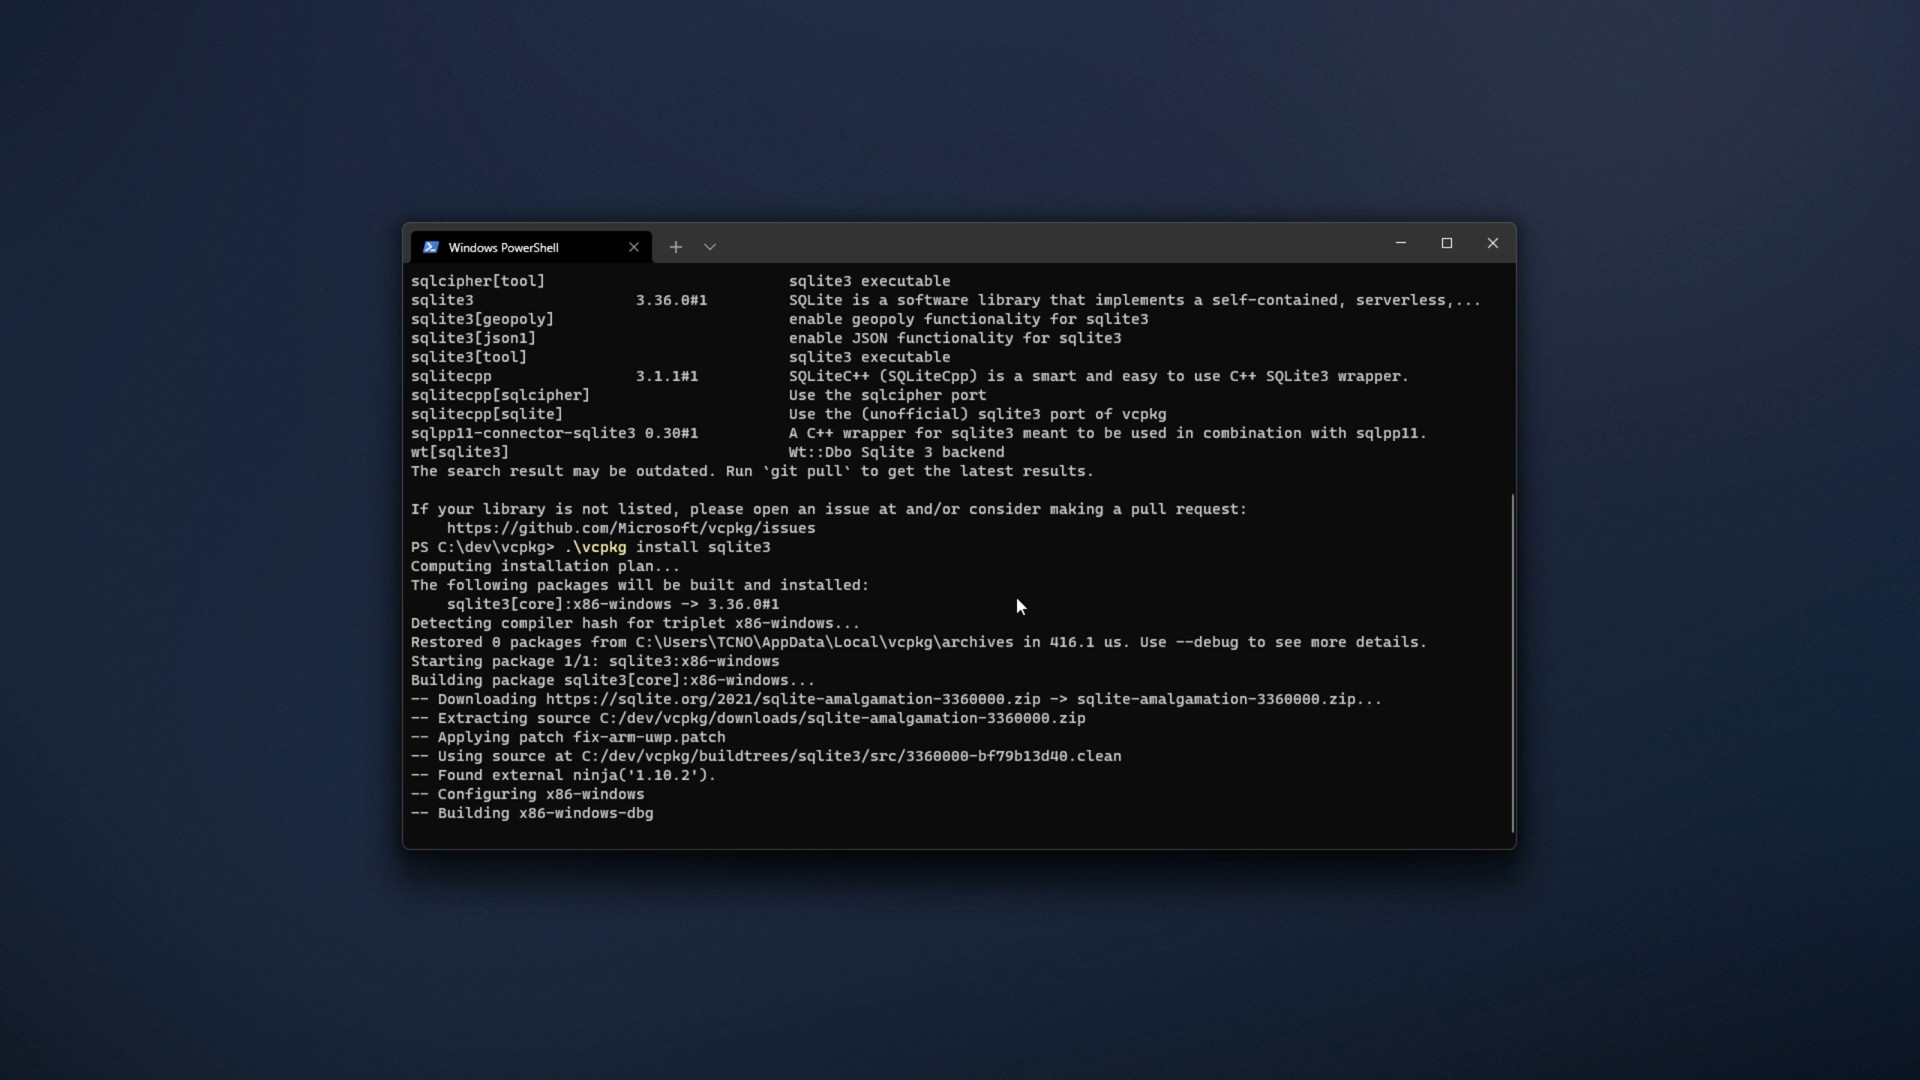 Windows PowerShell
sqlcipher[tool] sqlite3 executable
sqlite3 3.36.0#1 SQLite is a software library that implements a self-contained, serverless,...
sqlite3[geopoly] enable geopoly functionality for sqlite3
sqlite3[json1] enable JSON functionality for sqlite3
sqlite3[tool] sqlite3 executable
sqlitecpp 3.1.1#1 SQLiteC++ (SQLiteCpp) is a smart and easy to use C++ SQLite3 wrapper.
sqlitecpp[sqlcipher] Use the sqlcipher port
sqlitecpp[sqlite] Use the (unofficial) sqlite3 port of vcpkg
sqlpp11-connector-sqlite3 0.30#1 A C++ wrapper for sqlite3 meant to be used in combination with sqlpp11.
wt[sqlite3] Wt::Dbo Sqlite 3 backend
The search result may be outdated. Run `git pull` to get the latest results.
If your library is not listed, please open an issue at and/or consider making a pull request:
https://github.com/Microsoft/vcpkg/issues
PS C:\dev\vcpkg> .\vcpkg install sqlite3
Computing installation plan...
The following packages will be built and installed:
sqlite3[core]:x86-windows -> 3.36.0#1
Detecting compiler hash for triplet x86-windows...
Restored 0 packages from C:\Users\TCNO\AppData\Local\vcpkg\archives in 416.1 us. Use --debug to see more details.
Starting package 1/1: sqlite3:x86-windows
Building package sqlite3[core]:x86-windows...
-- Downloading https://sqlite.org/2021/sqlite-amalgamation-3360000.zip -> sqlite-amalgamation-3360000.zip...
-- Extracting source C:/dev/vcpkg/downloads/sqlite-amalgamation-3360000.zip
-- Applying patch fix-arm-uwp.patch
-- Using source at C:/dev/vcpkg/buildtrees/sqlite3/src/3360000-bf79b13d40.clean
-- Found external ninja('1.10.2').
-- Configuring x86-windows
-- Building x86-windows-dbg